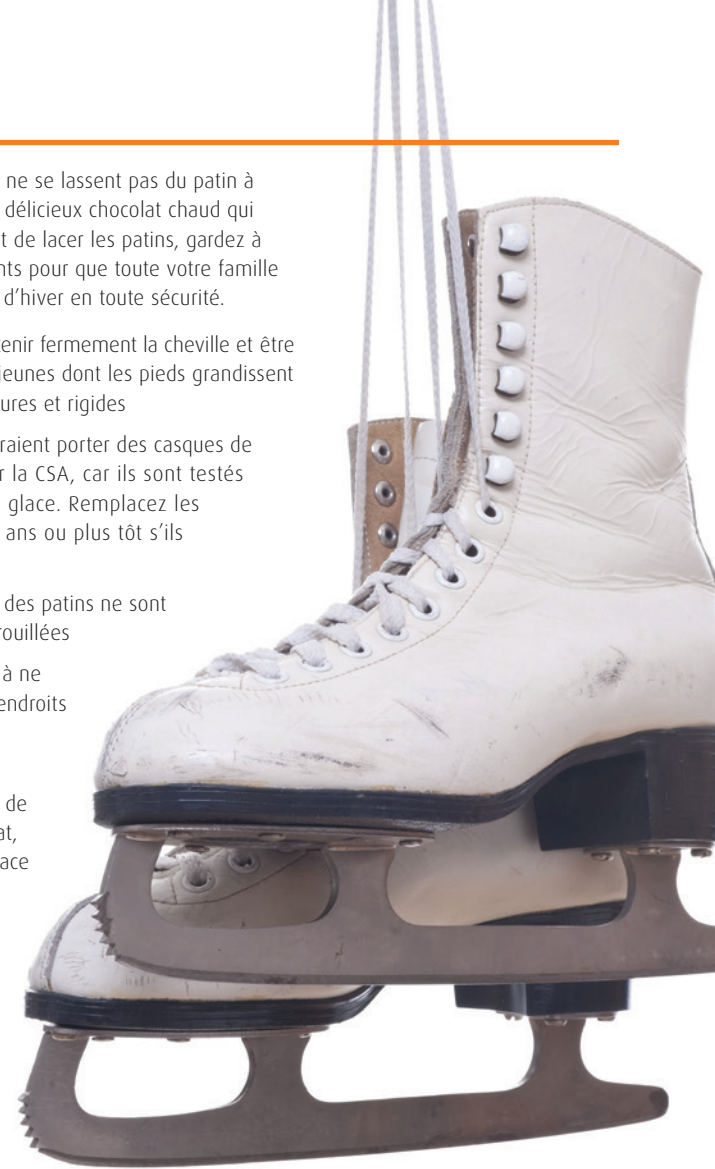 ne se lassent pas du patin à
délicieux chocolat chaud qui
t de lacer les patins, gardez à
nts pour que toute votre famille
d’hiver en toute sécurité.
enir fermement la cheville et être
jeunes dont les pieds grandissent
ures et rigides
raient porter des casques de
r la CSA, car ils sont testés
glace. Remplacez les
ans ou plus tôt s’ils
des patins ne sont
rouillées
à ne
endroits
de
at,
ace